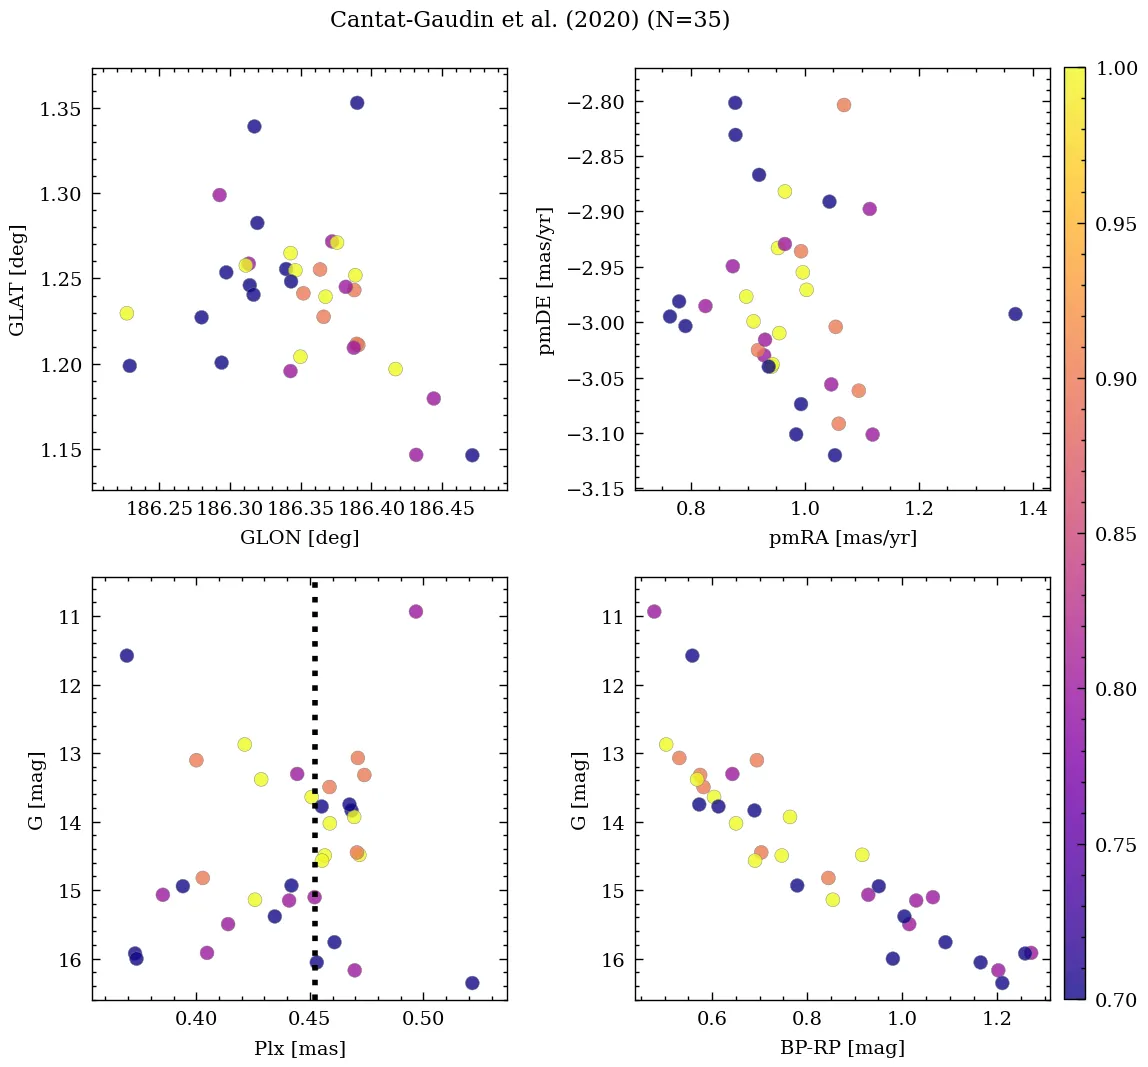 Cantat-Gaudin et al. (2020) (N=35)
1.35
1.30
1.25
1.20
1.15
GLAT [deg]
186.25 186.30 186.35 186.40 186.45
GLON [deg]
−2.80
−2.85
−2.90
−2.95
−3.00
−3.05
−3.10
−3.15
pmDE [mas/yr]
0.8 1.0 1.2 1.4
pmRA [mas/yr]
11
12
13
14
15
16
G [mag]
0.40 0.45 0.50
Plx [mas]
11
12
13
14
15
16
G [mag]
0.6 0.8 1.0 1.2
BP-RP [mag]
1.00
0.95
0.90
0.85
0.80
0.75
0.70